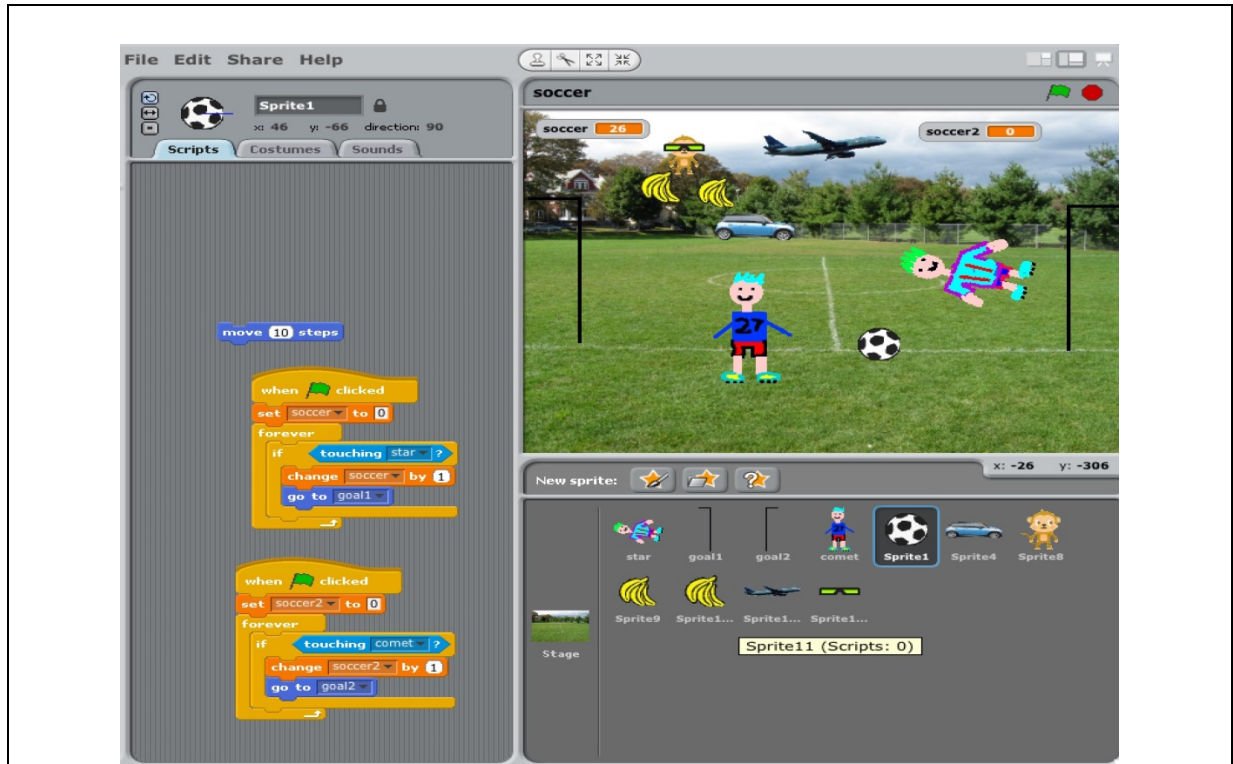 File Edit Share Help
Sprite1
x: 46 y: -66 direction: 90
Scripts Costumes Sounds
move 10 steps
when clicked
set soccer to 0
forever
if touching star ?
change soccer by 1
go to goal1
when clicked
set soccer2 to 0
forever
if touching comet ?
change soccer2 by 1
go to goal2
soccer
soccer 26
soccer2 0
27
x: -26 y: -306
New sprite:
star goal1 goal2 comet Sprite1 Sprite4 Sprite8
Sprite9 Sprite1... Sprite1... Sprite1...
Stage
Sprite11 (Scripts: 0)